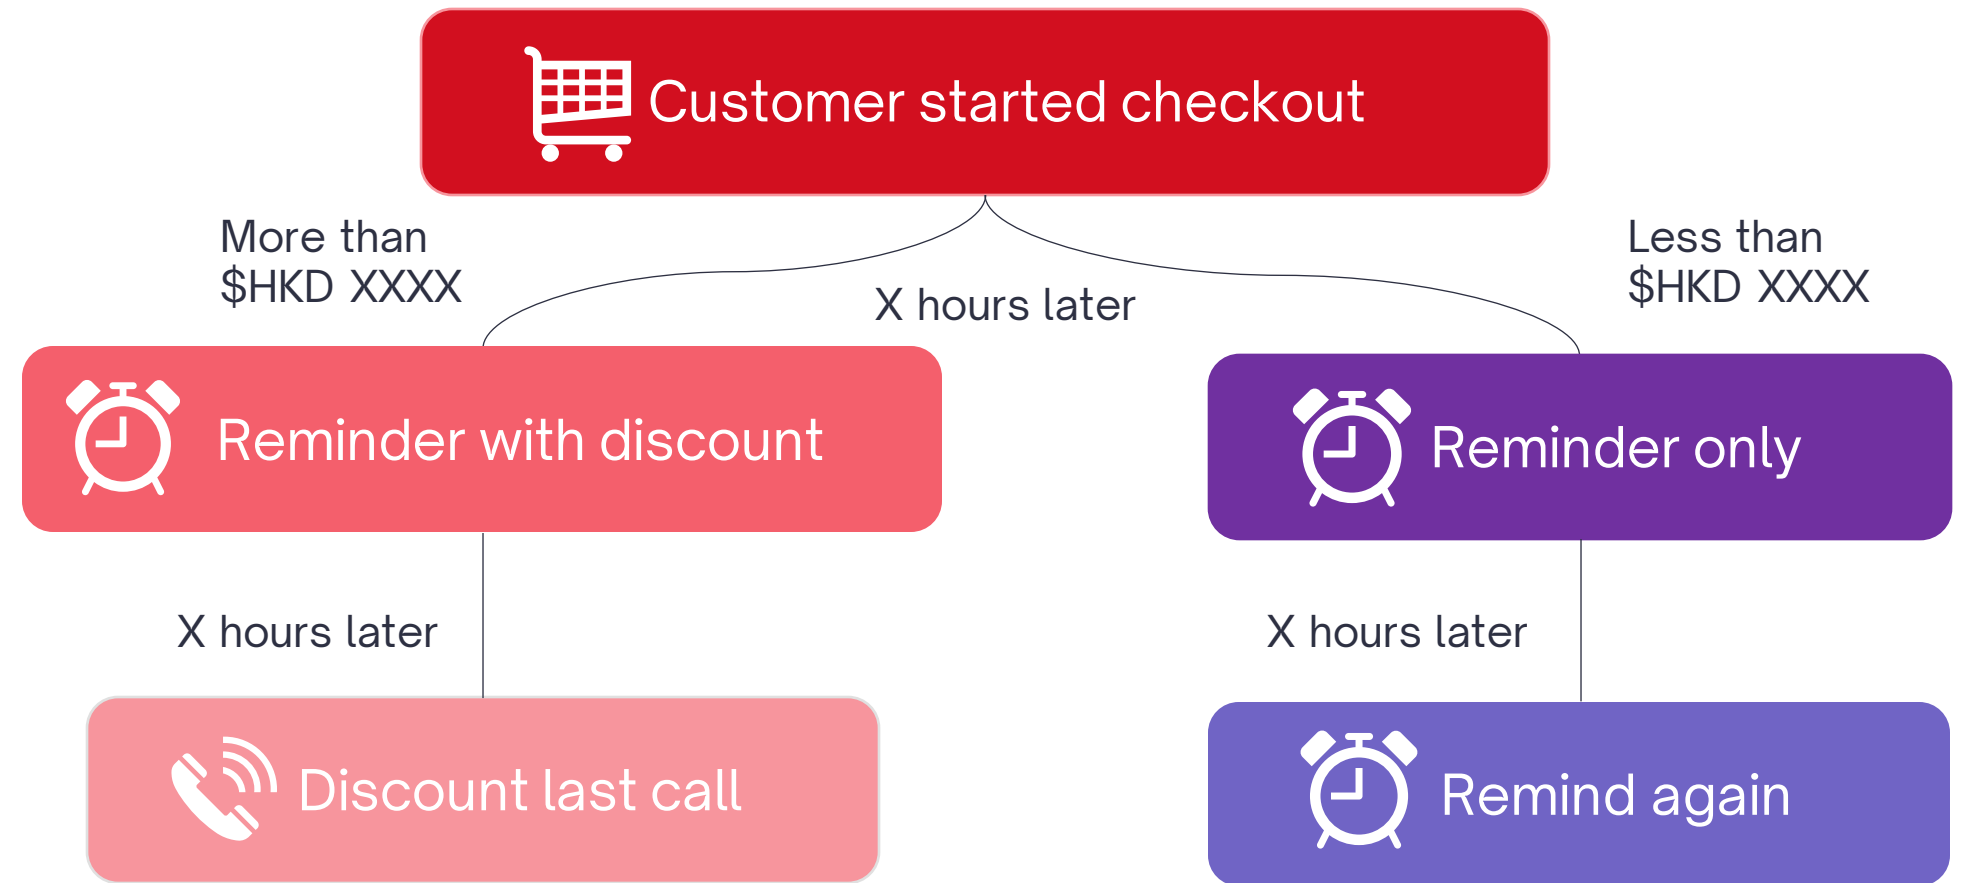 Customer started checkout
More than
$HKD XXXX
Less than
$HKD XXXX
X hours later
Reminder with discount
Reminder only
X hours later
X hours later
Discount last call
Remind again